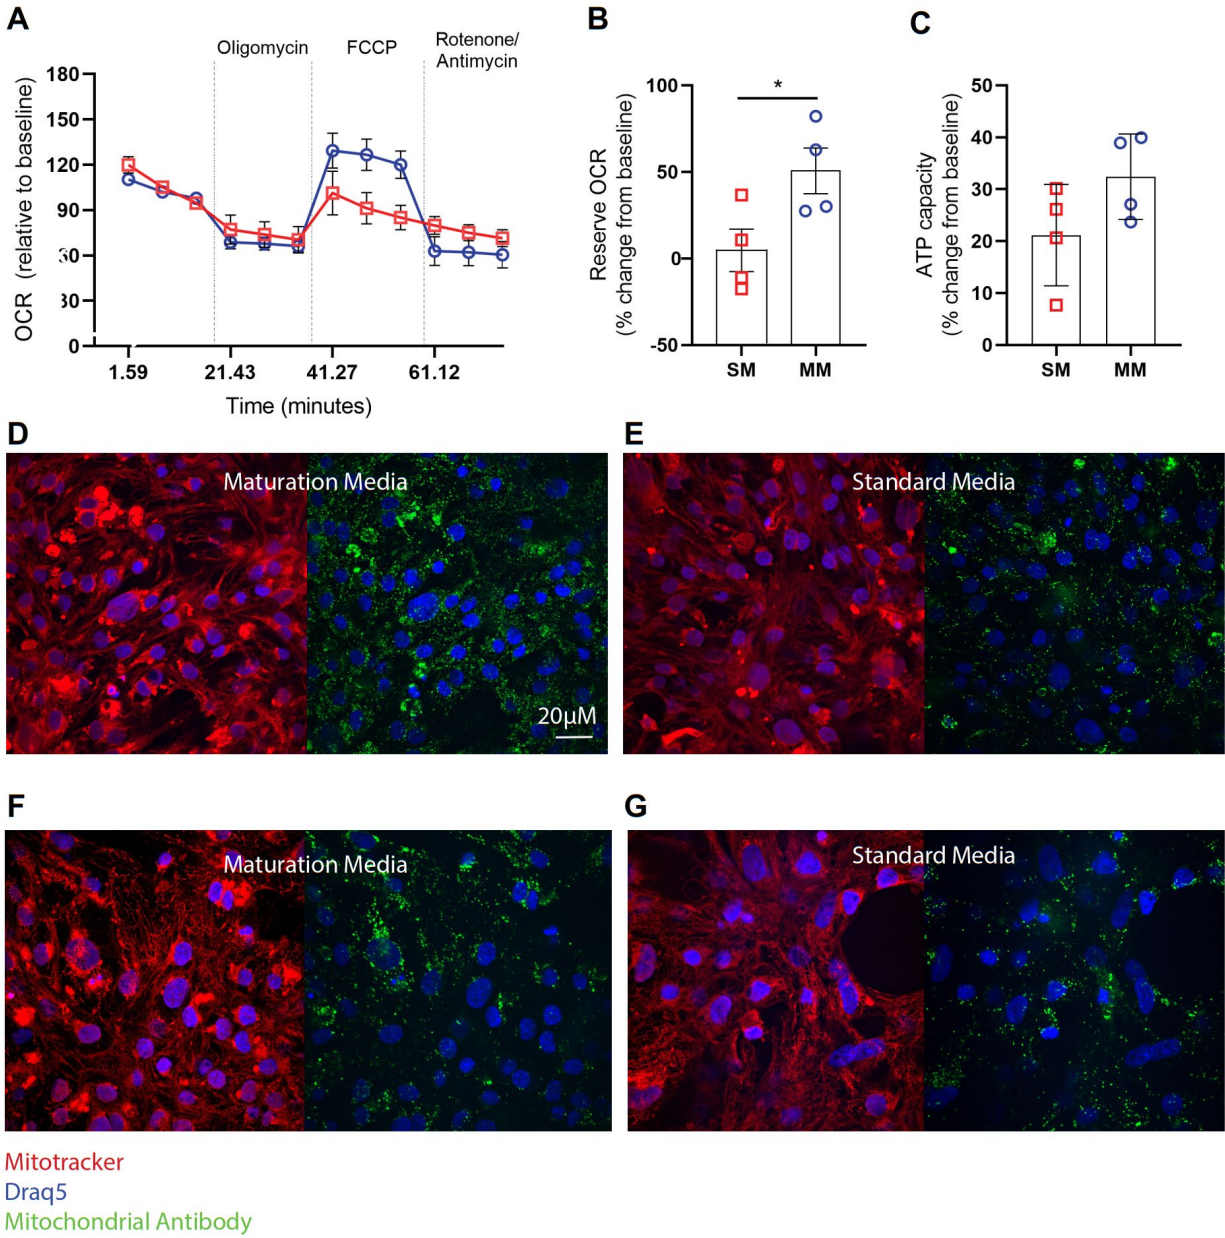 A
Oligomycin
FCCP
Rotenone/
Antimycin
OCR (relative to baseline)
180
150
120
90
30
0
1.59
21.43
41.27
61.12
Time (minutes)
B
Reserve OCR
(% change from baseline)
100
50
0
-50
*
SM
MM
C
ATP capacity
(% change from baseline)
50
40
30
20
10
0
SM
MM
D
Maturation Media
20µM
E
Standard Media
F
Maturation Media
G
Standard Media
Mitotracker
Draq5
Mitochondrial Antibody